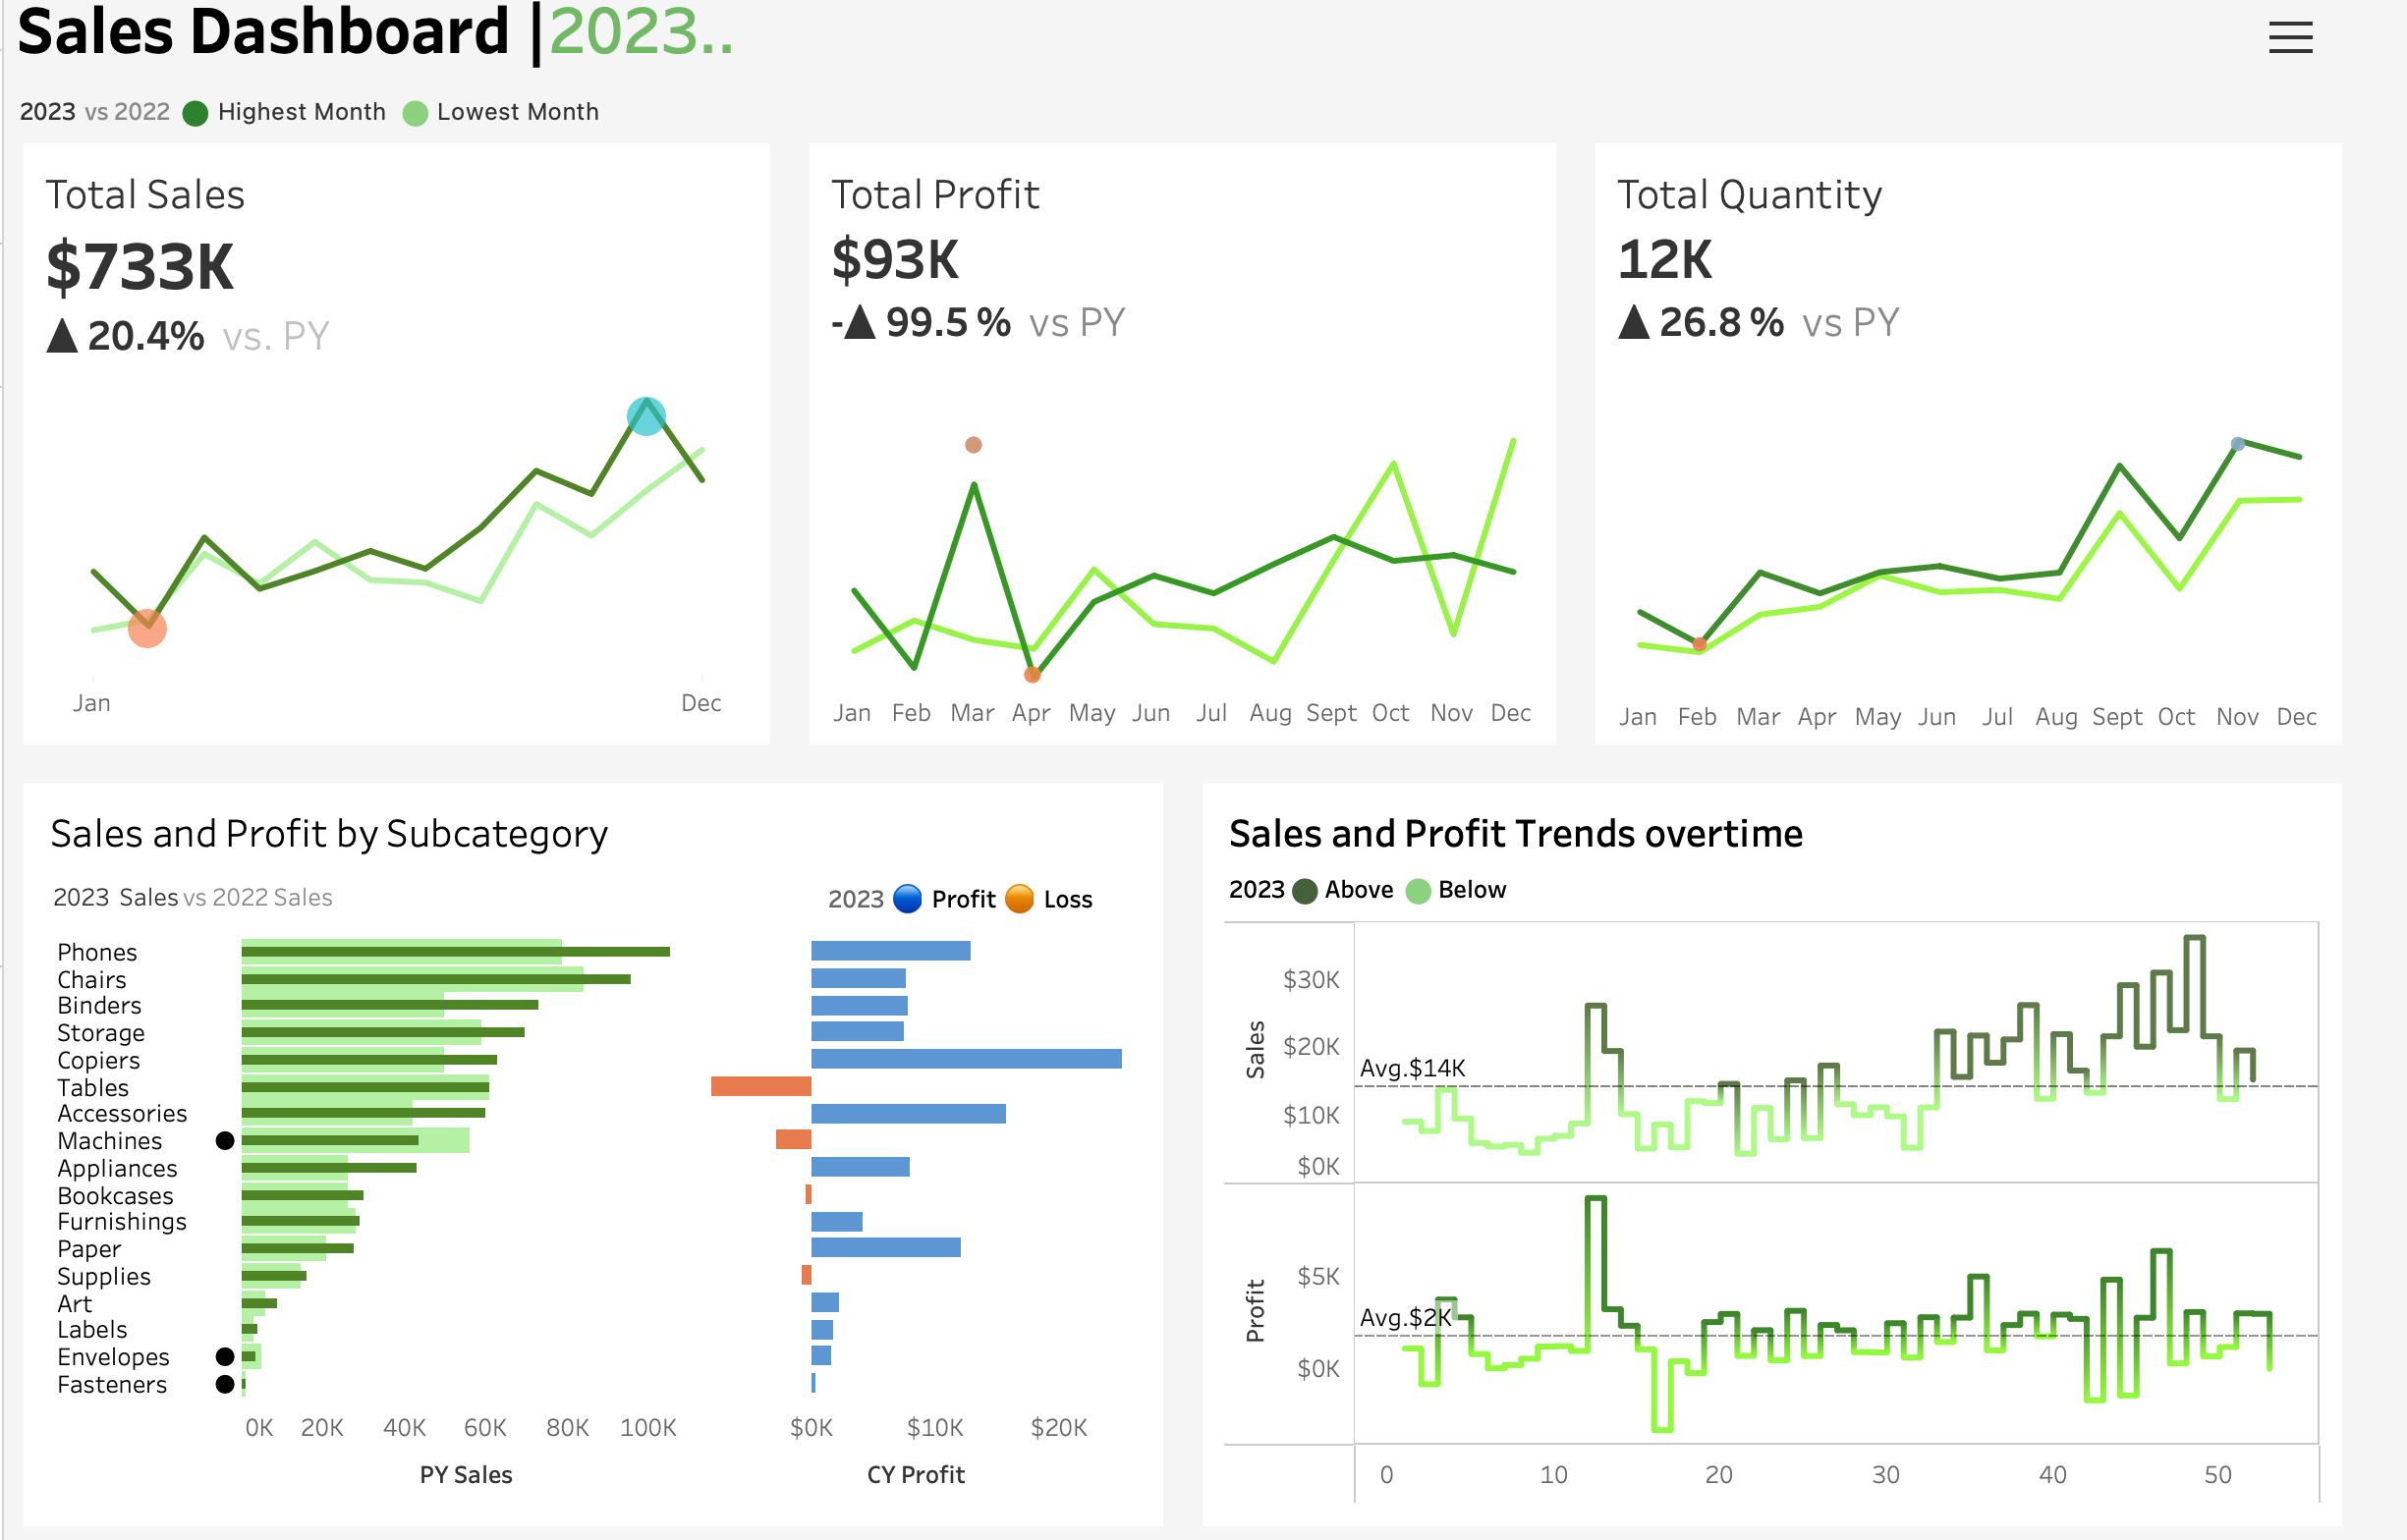 Sales Dashboard |2023..
2023 vs 2022 Highest Month Lowest Month
Total Sales
$733K
▲ 20.4% vs. PY
Jan Dec
Total Profit
$93K
-▲ 99.5 % vs PY
Jan Feb Mar Apr May Jun Jul Aug Sept Oct Nov Dec
Total Quantity
12K
▲ 26.8 % vs PY
Jan Feb Mar Apr May Jun Jul Aug Sept Oct Nov Dec
Sales and Profit by Subcategory
2023 Sales vs 2022 Sales
2023 Profit Loss
Phones
Chairs
Binders
Storage
Copiers
Tables
Accessories
Machines
Appliances
Bookcases
Furnishings
Paper
Supplies
Art
Labels
Envelopes
Fasteners
0K 20K 40K 60K 80K 100K
PY Sales
$0K $10K $20K
CY Profit
Sales and Profit Trends overtime
2023 Above Below
Sales
$30K
$20K
Avg.$14K
$10K
$0K
Profit
$5K
Avg.$2K
$0K
0 10 20 30 40 50